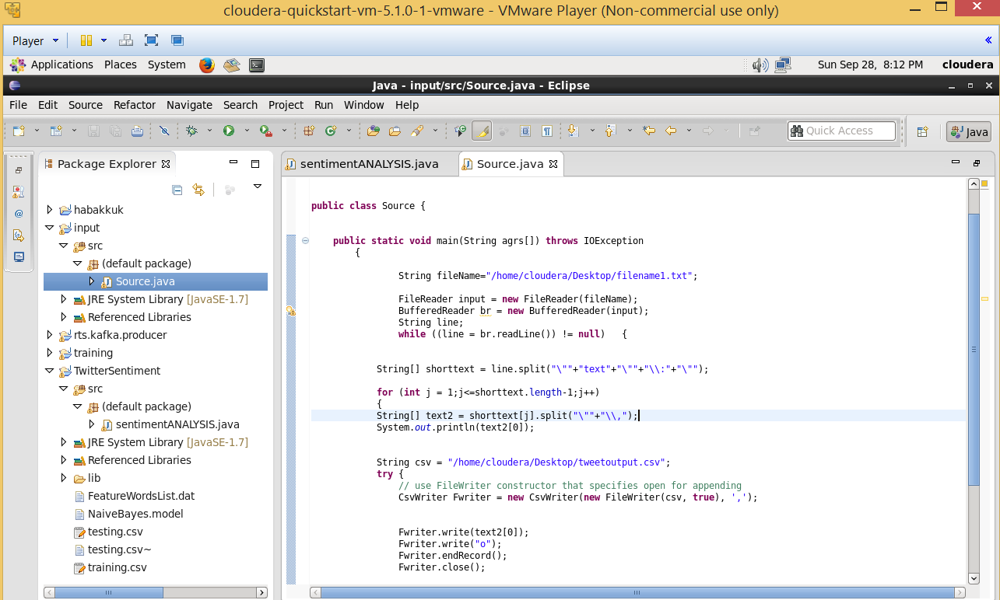 cloudera-quickstart-vm-5.1.0-1-vmware - VMware Player (Non-commercial use only)
Player
Applications Places System Sun Sep 28, 8:12 PM cloudera
Java - input/src/Source.java - Eclipse
File Edit Source Refactor Navigate Search Project Run Window Help
Quick Access Java
Package Explorer
habakkuk
input
src
(default package)
Source.java
JRE System Library [JavaSE-1.7]
Referenced Libraries
rts.kafka.producer
training
TwitterSentiment
src
(default package)
sentimentANALYSIS.java
JRE System Library [JavaSE-1.7]
Referenced Libraries
lib
FeatureWordsList.dat
NaiveBayes.model
testing.csv
testing.csv~
training.csv
sentimentANALYSIS.java Source.java
public class Source {
public static void main(String agrs[]) throws IOException
{
String fileName="/home/cloudera/Desktop/filename1.txt";
FileReader input = new FileReader(fileName);
BufferedReader br = new BufferedReader(input);
String line;
while ((line = br.readLine()) != null) {
String[] shorttext = line.split("\""+"text"+"\""+"\\:"+"\"");
for (int j = 1;j<=shorttext.length-1;j++)
{
String[] text2 = shorttext[j].split("\""+"\\,");
System.out.println(text2[0]);
String csv = "/home/cloudera/Desktop/tweetoutput.csv";
try {
// use FileWriter constructor that specifies open for appending
CsvWriter Fwriter = new CsvWriter(new FileWriter(csv, true), ',');
Fwriter.write(text2[0]);
Fwriter.write("o");
Fwriter.endRecord();
Fwriter.close();